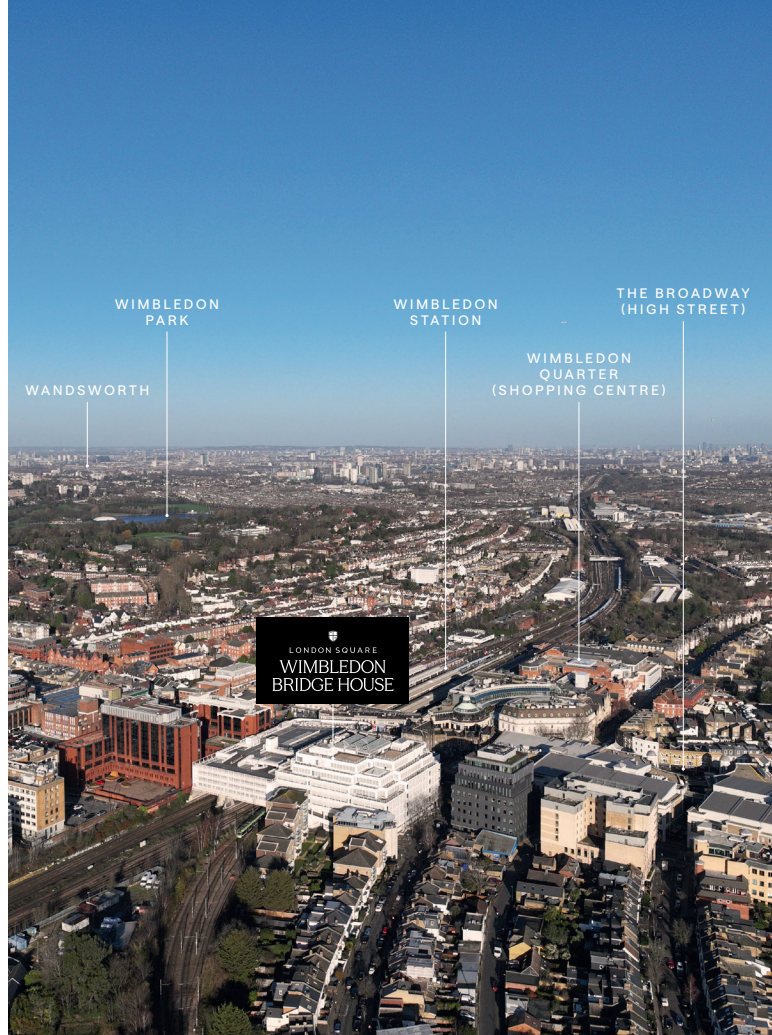 WIMBLEDON
PARK
WIMBLEDON
STATION
THE BROADWAY
(HIGH STREET)
WANDSWORTH
WIMBLEDON
QUARTER
(SHOPPING CENTRE)
LONDON SQUARE
WIMBLEDON
BRIDGE HOUSE